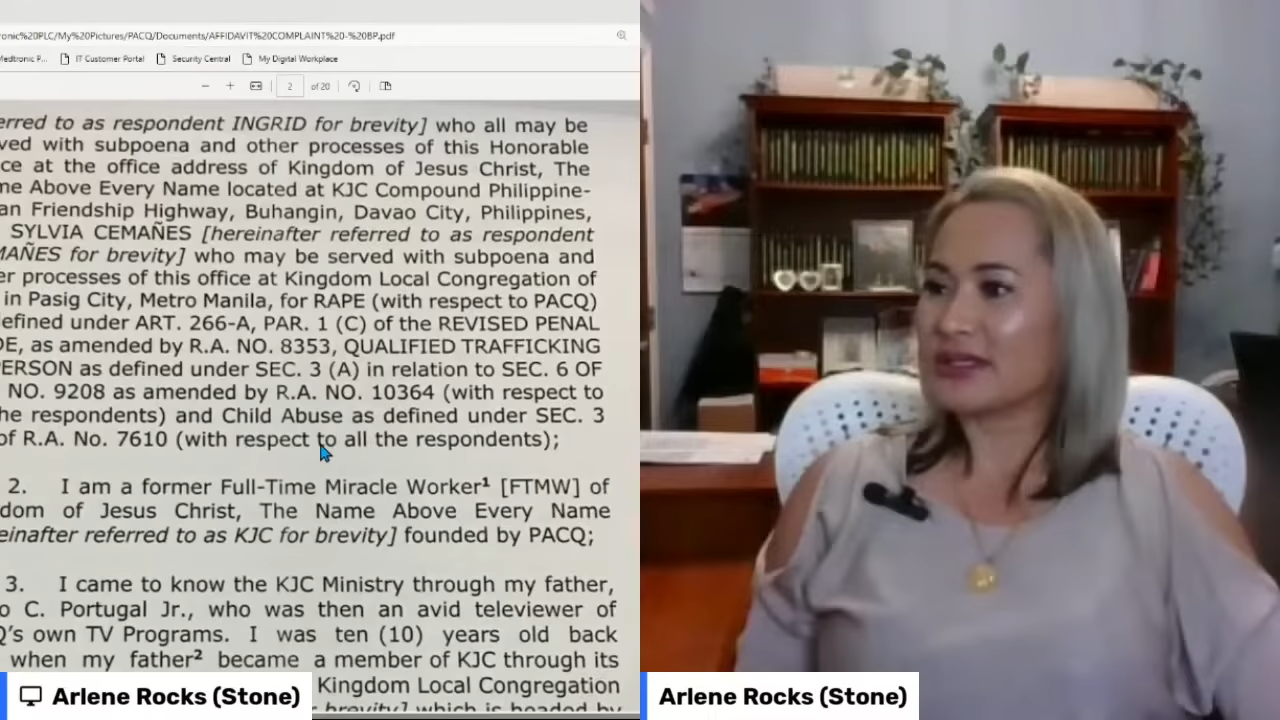 ronic%20PLC/My%20Pictures/PACQ/Documents/AFFIDAVIT%20COMPLAINT%20-%20BP.pdf
Medtronic P... IT Customer Portal Security Central My Digital Workplace
2 of 20
erred to as respondent INGRID for brevity] who all may be
ved with subpoena and other processes of this Honorable
ce at the office address of Kingdom of Jesus Christ, The
me Above Every Name located at KJC Compound Philippine-
an Friendship Highway, Buhangin, Davao City, Philippines,
SYLVIA CEMAÑES [hereinafter referred to as respondent
MAÑES for brevity] who may be served with subpoena and
er processes of this office at Kingdom Local Congregation of
in Pasig City, Metro Manila, for RAPE (with respect to PACQ)
efined under ART. 266-A, PAR. 1 (C) of the REVISED PENAL
DE, as amended by R.A. NO. 8353, QUALIFIED TRAFFICKING
PERSON as defined under SEC. 3 (A) in relation to SEC. 6 OF
NO. 9208 as amended by R.A. NO. 10364 (with respect to
he respondents) and Child Abuse as defined under SEC. 3
of R.A. No. 7610 (with respect to all the respondents);
2. I am a former Full-Time Miracle Worker¹ [FTMW] of
dom of Jesus Christ, The Name Above Every Name
einafter referred to as KJC for brevity] founded by PACQ;
3. I came to know the KJC Ministry through my father,
o C. Portugal Jr., who was then an avid televiewer of
Q's own TV Programs. I was ten (10) years old back
when my father² became a member of KJC through its
Kingdom Local Congregation
brevity] which is headed by
Arlene Rocks (Stone)
Arlene Rocks (Stone)